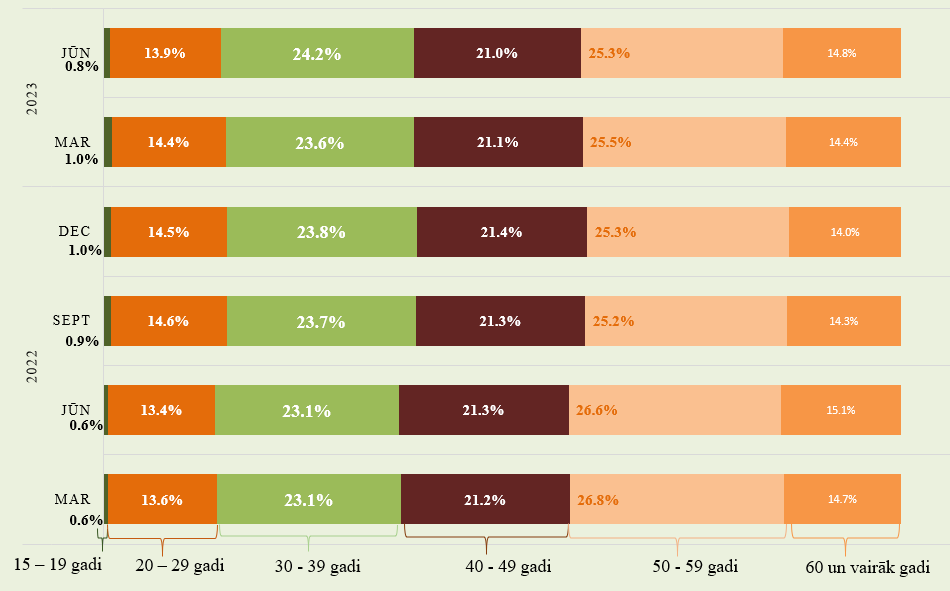 2023
JŪN
0.8% 13.9% 24.2% 21.0% 25.3% 14.8%
MAR
1.0% 14.4% 23.6% 21.1% 25.5% 14.4%
2022
DEC
1.0% 14.5% 23.8% 21.4% 25.3% 14.0%
SEPT
0.9% 14.6% 23.7% 21.3% 25.2% 14.3%
JŪN
0.6% 13.4% 23.1% 21.3% 26.6% 15.1%
MAR
0.6% 13.6% 23.1% 21.2% 26.8% 14.7%
15 – 19 gadi 20 – 29 gadi 30 - 39 gadi 40 - 49 gadi 50 - 59 gadi 60 un vairāk gadi